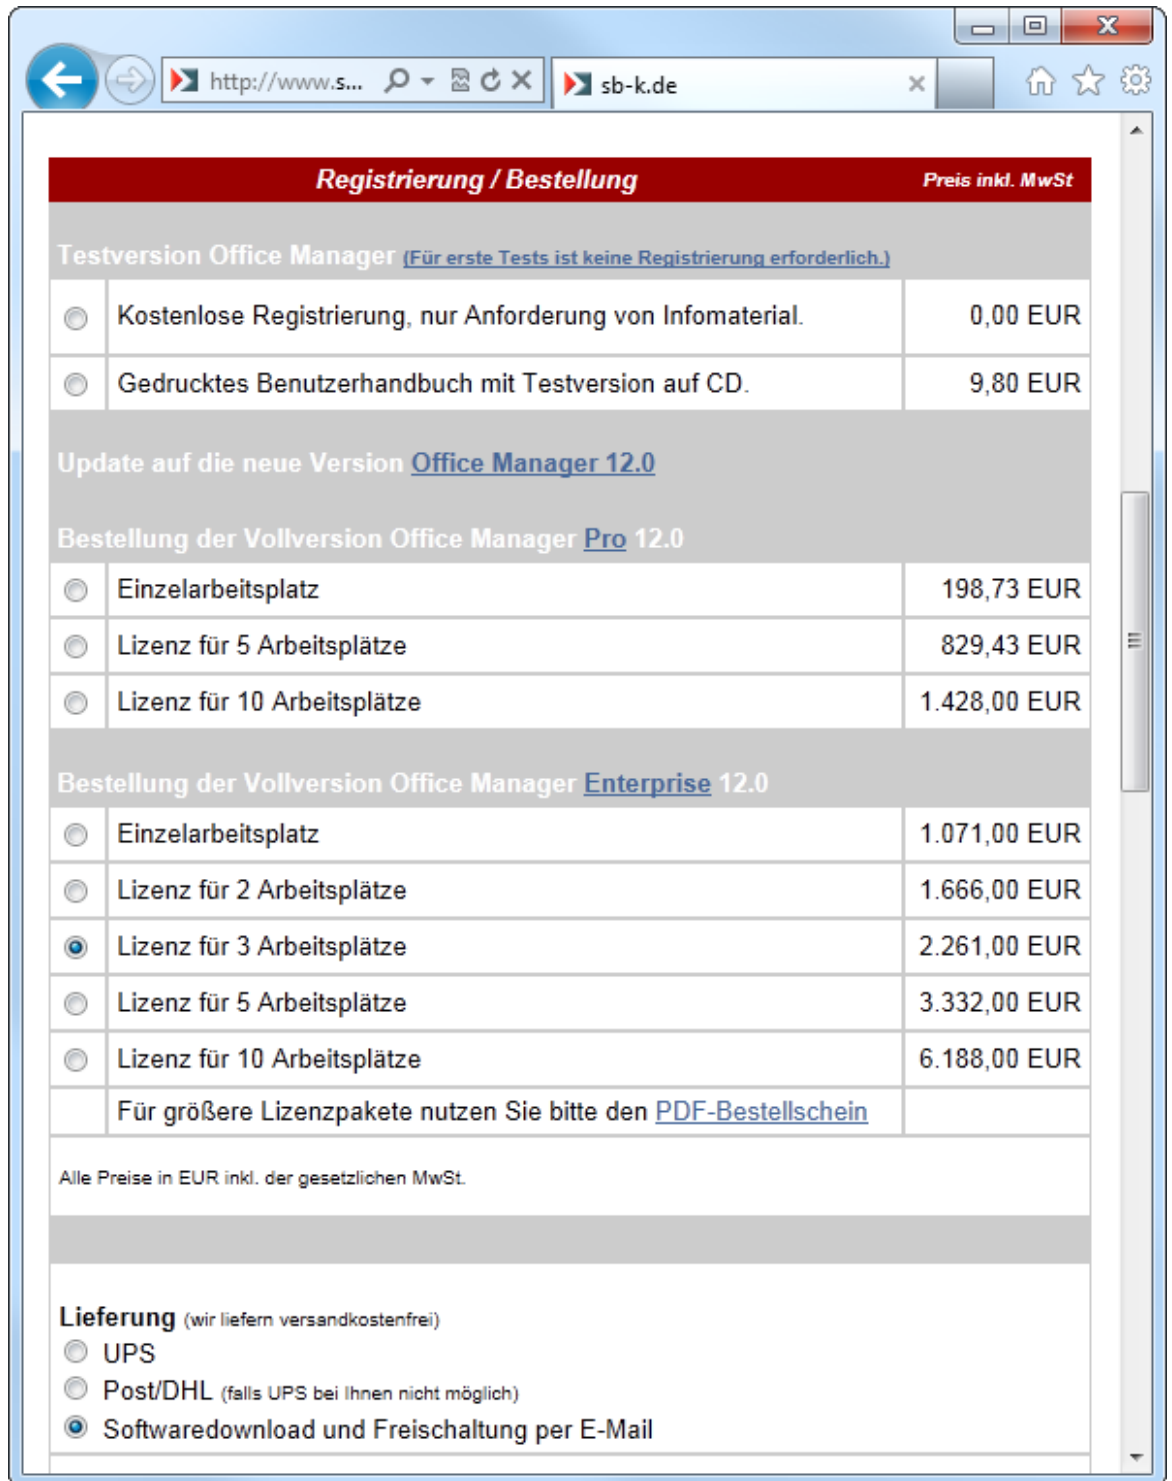 http://www.s...
sb-k.de
Registrierung / Bestellung Preis inkl. MwSt
Testversion Office Manager (Für erste Tests ist keine Registrierung erforderlich.)
Kostenlose Registrierung, nur Anforderung von Infomaterial. 0,00 EUR
Gedrucktes Benutzerhandbuch mit Testversion auf CD. 9,80 EUR
Update auf die neue Version Office Manager 12.0
Bestellung der Vollversion Office Manager Pro 12.0
Einzelarbeitsplatz 198,73 EUR
Lizenz für 5 Arbeitsplätze 829,43 EUR
Lizenz für 10 Arbeitsplätze 1.428,00 EUR
Bestellung der Vollversion Office Manager Enterprise 12.0
Einzelarbeitsplatz 1.071,00 EUR
Lizenz für 2 Arbeitsplätze 1.666,00 EUR
Lizenz für 3 Arbeitsplätze 2.261,00 EUR
Lizenz für 5 Arbeitsplätze 3.332,00 EUR
Lizenz für 10 Arbeitsplätze 6.188,00 EUR
Für größere Lizenzpakete nutzen Sie bitte den PDF-Bestellschein
Alle Preise in EUR inkl. der gesetzlichen MwSt.
Lieferung (wir liefern versandkostenfrei)
UPS
Post/DHL (falls UPS bei Ihnen nicht möglich)
Softwaredownload und Freischaltung per E-Mail